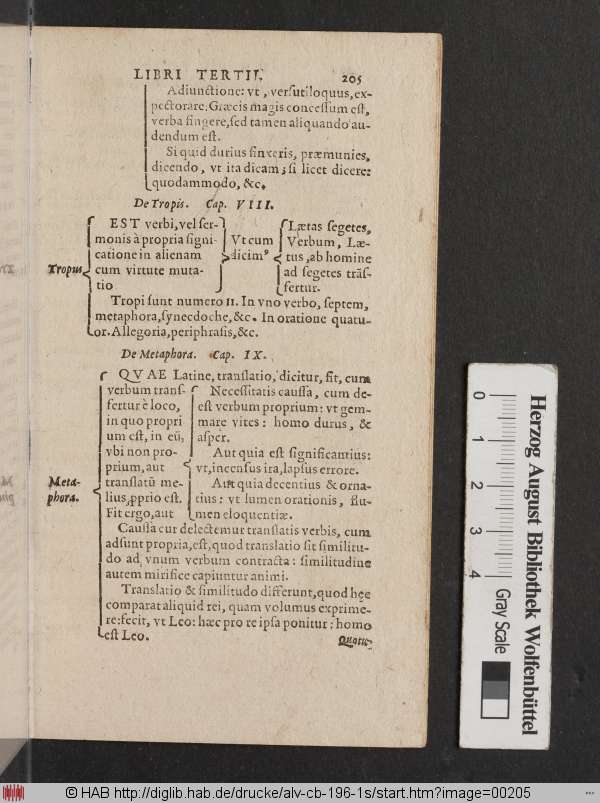 LIBRI TERTII. 205
Adiunctione: vt, versutiloquus, ex-
pectorare. Græcis magis concessum est,
verba fingere, sed tamen aliquando au-
dendum est.
Si quid durius finxeris, præmunies,
dicendo, vt ita dicam; si licet dicere:
quodammodo, &c.
De Tropis. Cap. VIII.
Tropus
EST verbi, vel ser-
monis à propria signi-
catione in alienam
cum virtute muta-
tio
Vt cum
dicim⁹
Lætas segetes,
Verbum, Læ-
tus, ab homine
ad segetes trãs-
fertur.
Tropi sunt numero 11. In vno verbo, septem,
metaphora, synecdoche, &c. In oratione quatu-
or. Allegoria, periphrasis, &c.
De Metaphora. Cap. IX.
Meta-
phora.
QVAE Latine, translatio, dicitur, fit, cum
verbum trans-
fertur è loco,
in quo propri
um est, in eũ,
vbi non pro-
prium, aut
translatũ me-
lius, pprio est.
Fit ergo, aut
Necessitatis caussa, cum de-
est verbum proprium: vt gem-
mare vites: homo durus, &
asper.
Aut quia est significantius:
vt, incensus ira, lapsus errore.
Aut quia decentius & orna-
tius: vt lumen orationis, flu-
men eloquentiæ.
Caussa cur delectemur translatis verbis, cum
adsint propria, est, quod translatio sit similitu-
do ad vnum verbum contracta: similitudine
autem mirifice capiuntur animi.
Translatio & similitudo differunt, quod hęc
comparat aliquid rei, quam volumus exprime-
re: fecit, vt Leo: hæc pro re ipsa ponitur: homo
est Leo.
Quatu-
Herzog August Bibliothek Wolfenbüttel
0 1 2 3 4
Gray Scale
© HAB http://diglib.hab.de/drucke/alv-cb-196-1s/start.htm?image=00205